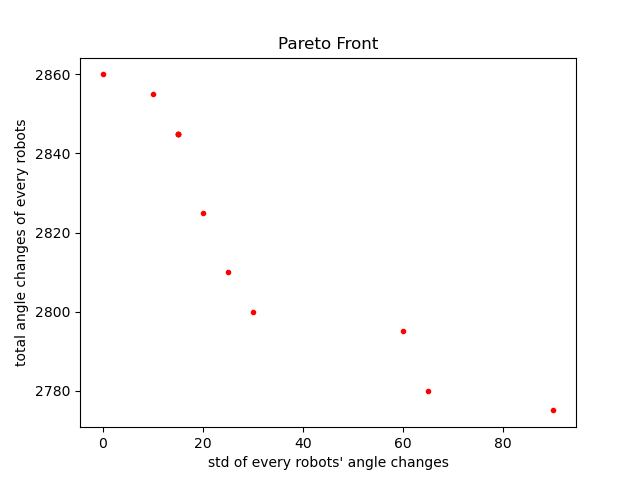 Pareto Front
total angle changes of every robots
2860
2840
2820
2800
2780
0 20 40 60 80
std of every robots' angle changes